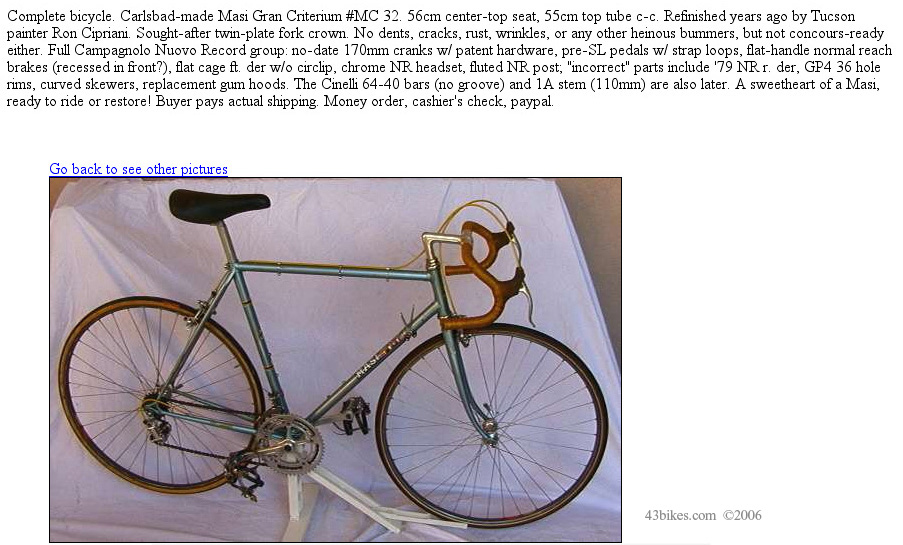 Complete bicycle. Carlsbad-made Masi Gran Criterium #MC 32. 56cm center-top seat, 55cm top tube c-c. Refinished years ago by Tucson
painter Ron Cipriani. Sought-after twin-plate fork crown. No dents, cracks, rust, wrinkles, or any other heinous bummers, but not concours-ready
either. Full Campagnolo Nuovo Record group: no-date 170mm cranks w/ patent hardware, pre-SL pedals w/ strap loops, flat-handle normal reach
brakes (recessed in front?), flat cage ft. der w/o circlip, chrome NR headset, fluted NR post; "incorrect" parts include '79 NR r. der, GP4 36 hole
rims, curved skewers, replacement gum hoods. The Cinelli 64-40 bars (no groove) and 1A stem (110mm) are also later. A sweetheart of a Masi,
ready to ride or restore! Buyer pays actual shipping. Money order, cashier's check, paypal.
Go back to see other pictures
MASI
43bikes.com ©2006